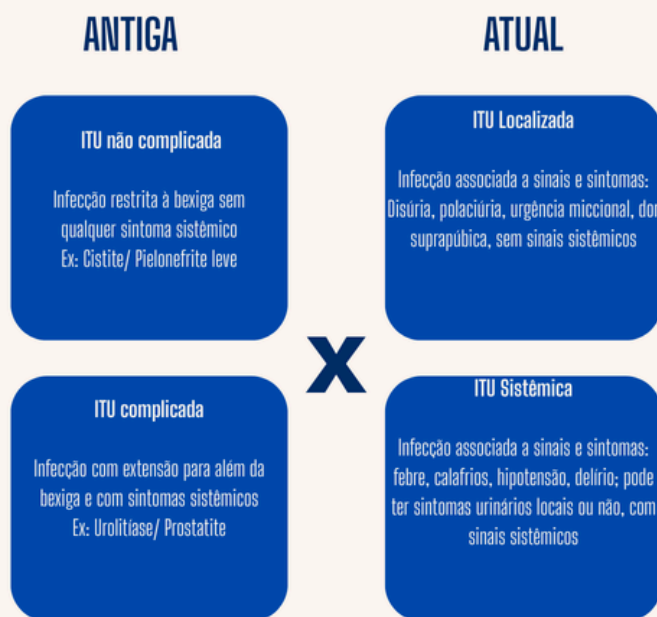 ANTIGA
ATUAL
ITU não complicada
Infecção restrita à bexiga sem
qualquer sintoma sistêmico
Ex: Cistite/ Pielonefrite leve
ITU Localizada
Infecção associada a sinais e sintomas:
Disúria, polaciúria, urgência miccional, dor
suprapúbica, sem sinais sistêmicos
X
ITU complicada
Infecção com extensão para além da
bexiga e com sintomas sistêmicos
Ex: Urolitíase/ Prostatite
ITU Sistêmica
Infecção associada a sinais e sintomas:
febre, calafrios, hipotensão, delírio; pode
ter sintomas urinários locais ou não, com
sinais sistêmicos